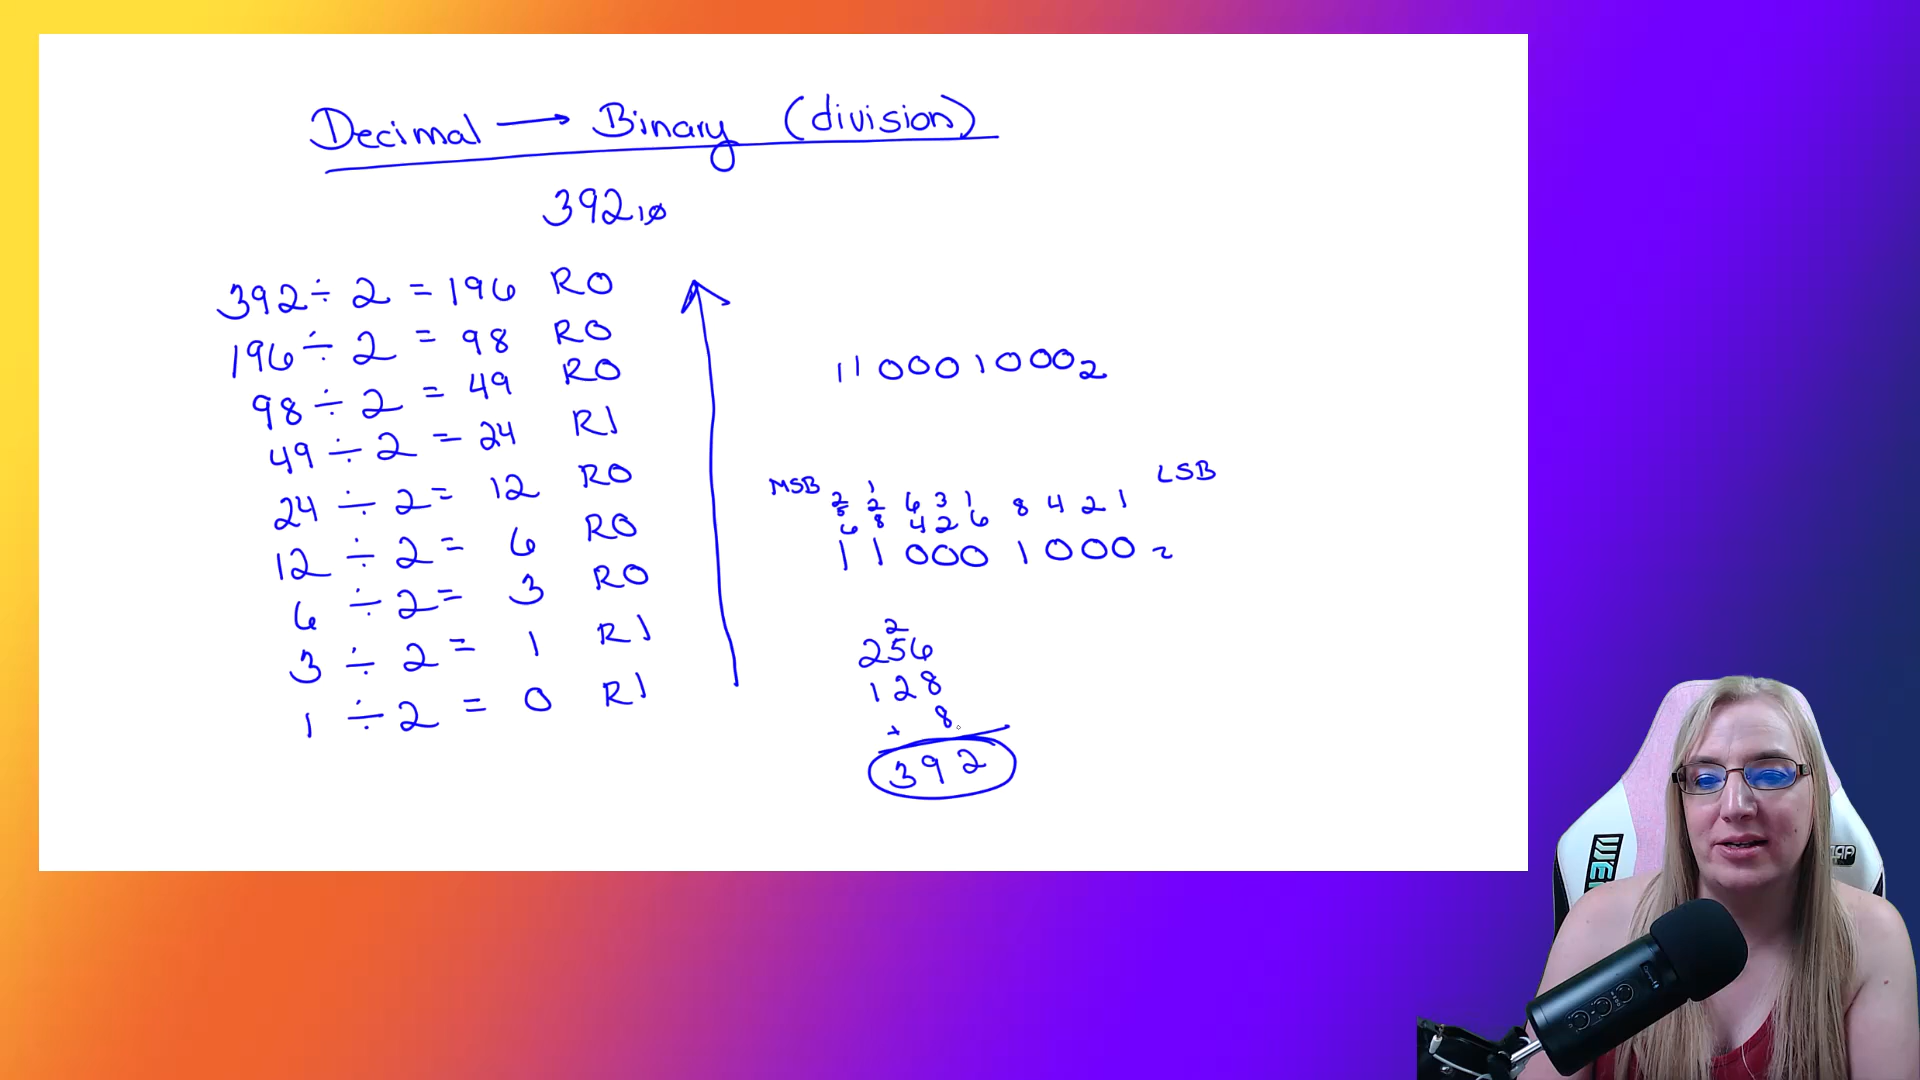 Decimal → Binary (division)
392₁₀
392 ÷ 2 = 196 R0
196 ÷ 2 = 98 R0
98 ÷ 2 = 49 R0
49 ÷ 2 = 24 R1
24 ÷ 2 = 12 R0
12 ÷ 2 = 6 R0
6 ÷ 2 = 3 R0
3 ÷ 2 = 1 R1
1 ÷ 2 = 0 R1
110001000₂
MSB 256 128 64 32 16 8 4 2 1 LSB
110001000₂
2
256
128
+ 8
392